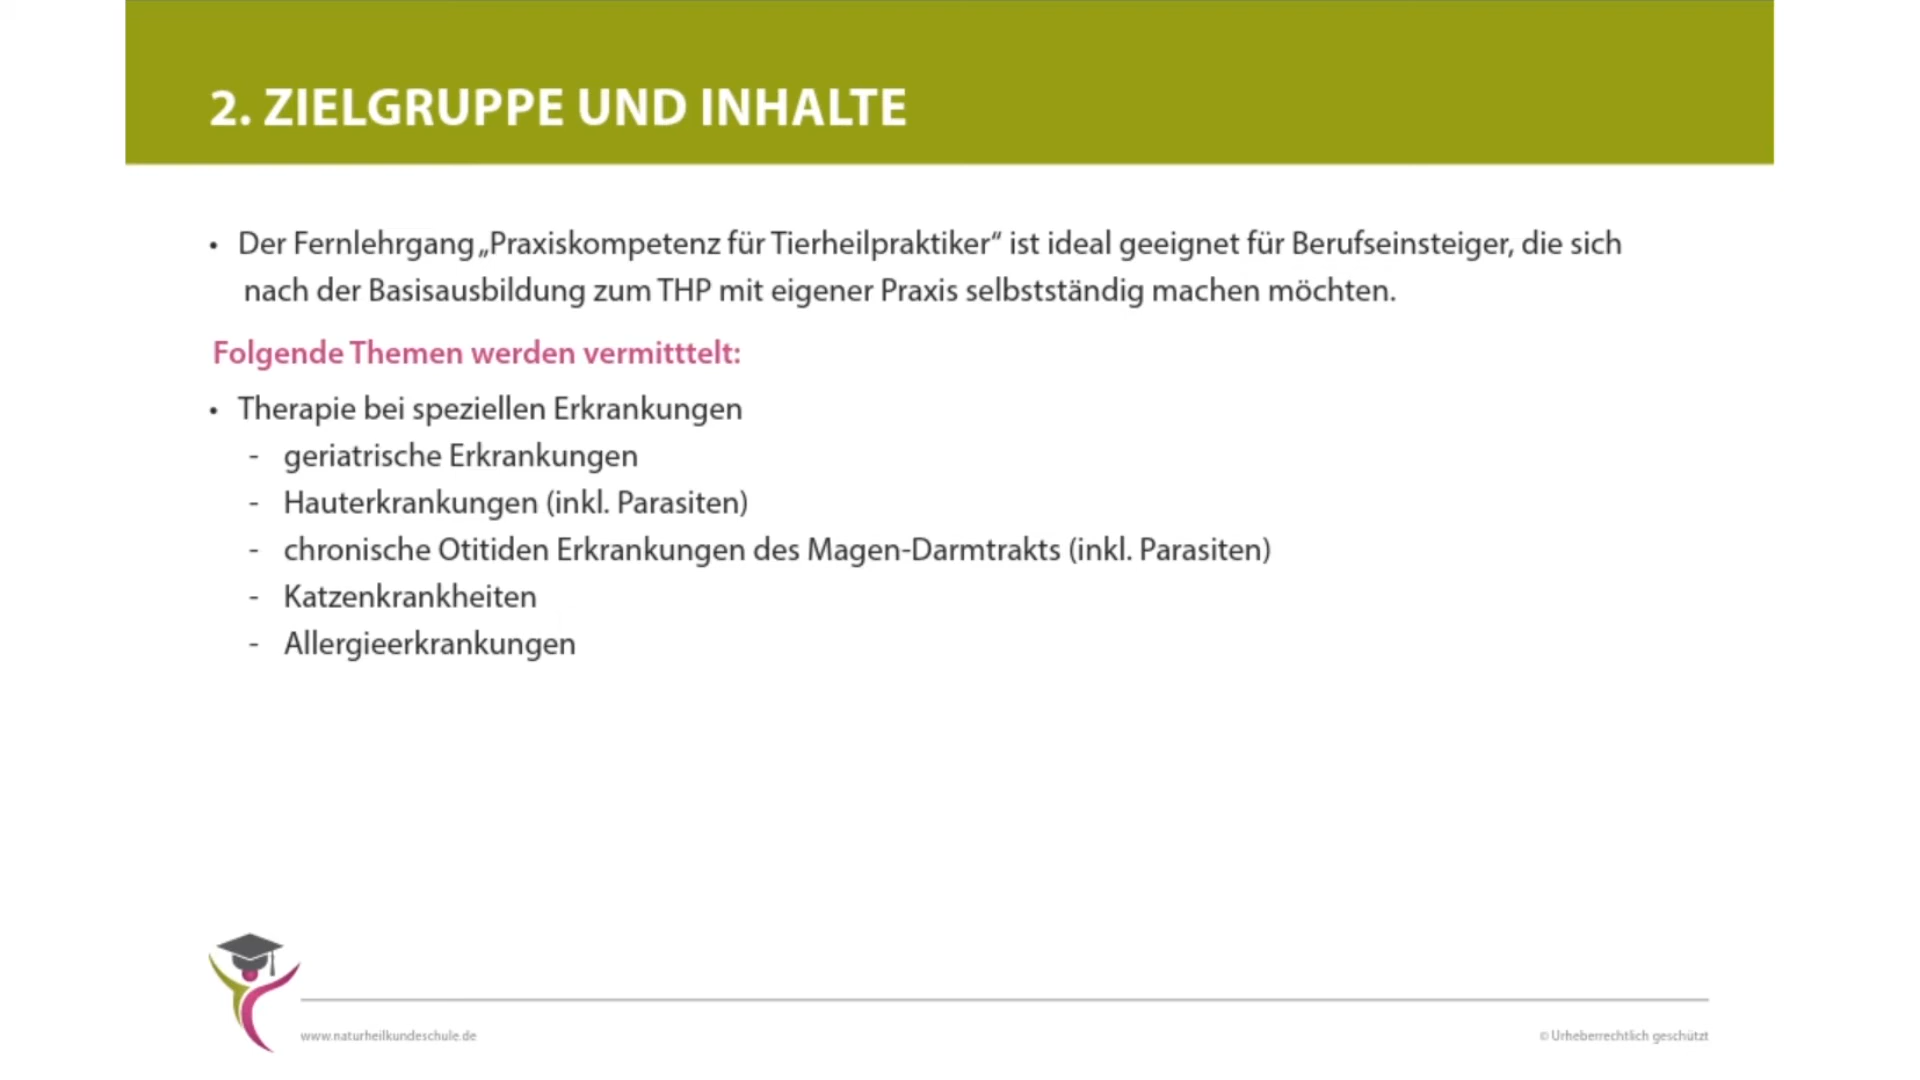 2. ZIELGRUPPE UND INHALTE
• Der Fernlehrgang „Praxiskompetenz für Tierheilpraktiker“ ist ideal geeignet für Berufseinsteiger, die sich
nach der Basisausbildung zum THP mit eigener Praxis selbstständig machen möchten.
Folgende Themen werden vermitttelt:
• Therapie bei speziellen Erkrankungen
- geriatrische Erkrankungen
- Hauterkrankungen (inkl. Parasiten)
- chronische Otitiden Erkrankungen des Magen-Darmtrakts (inkl. Parasiten)
- Katzenkrankheiten
- Allergieerkrankungen
www.naturheilkundeschule.de
© Urheberrechtlich geschützt